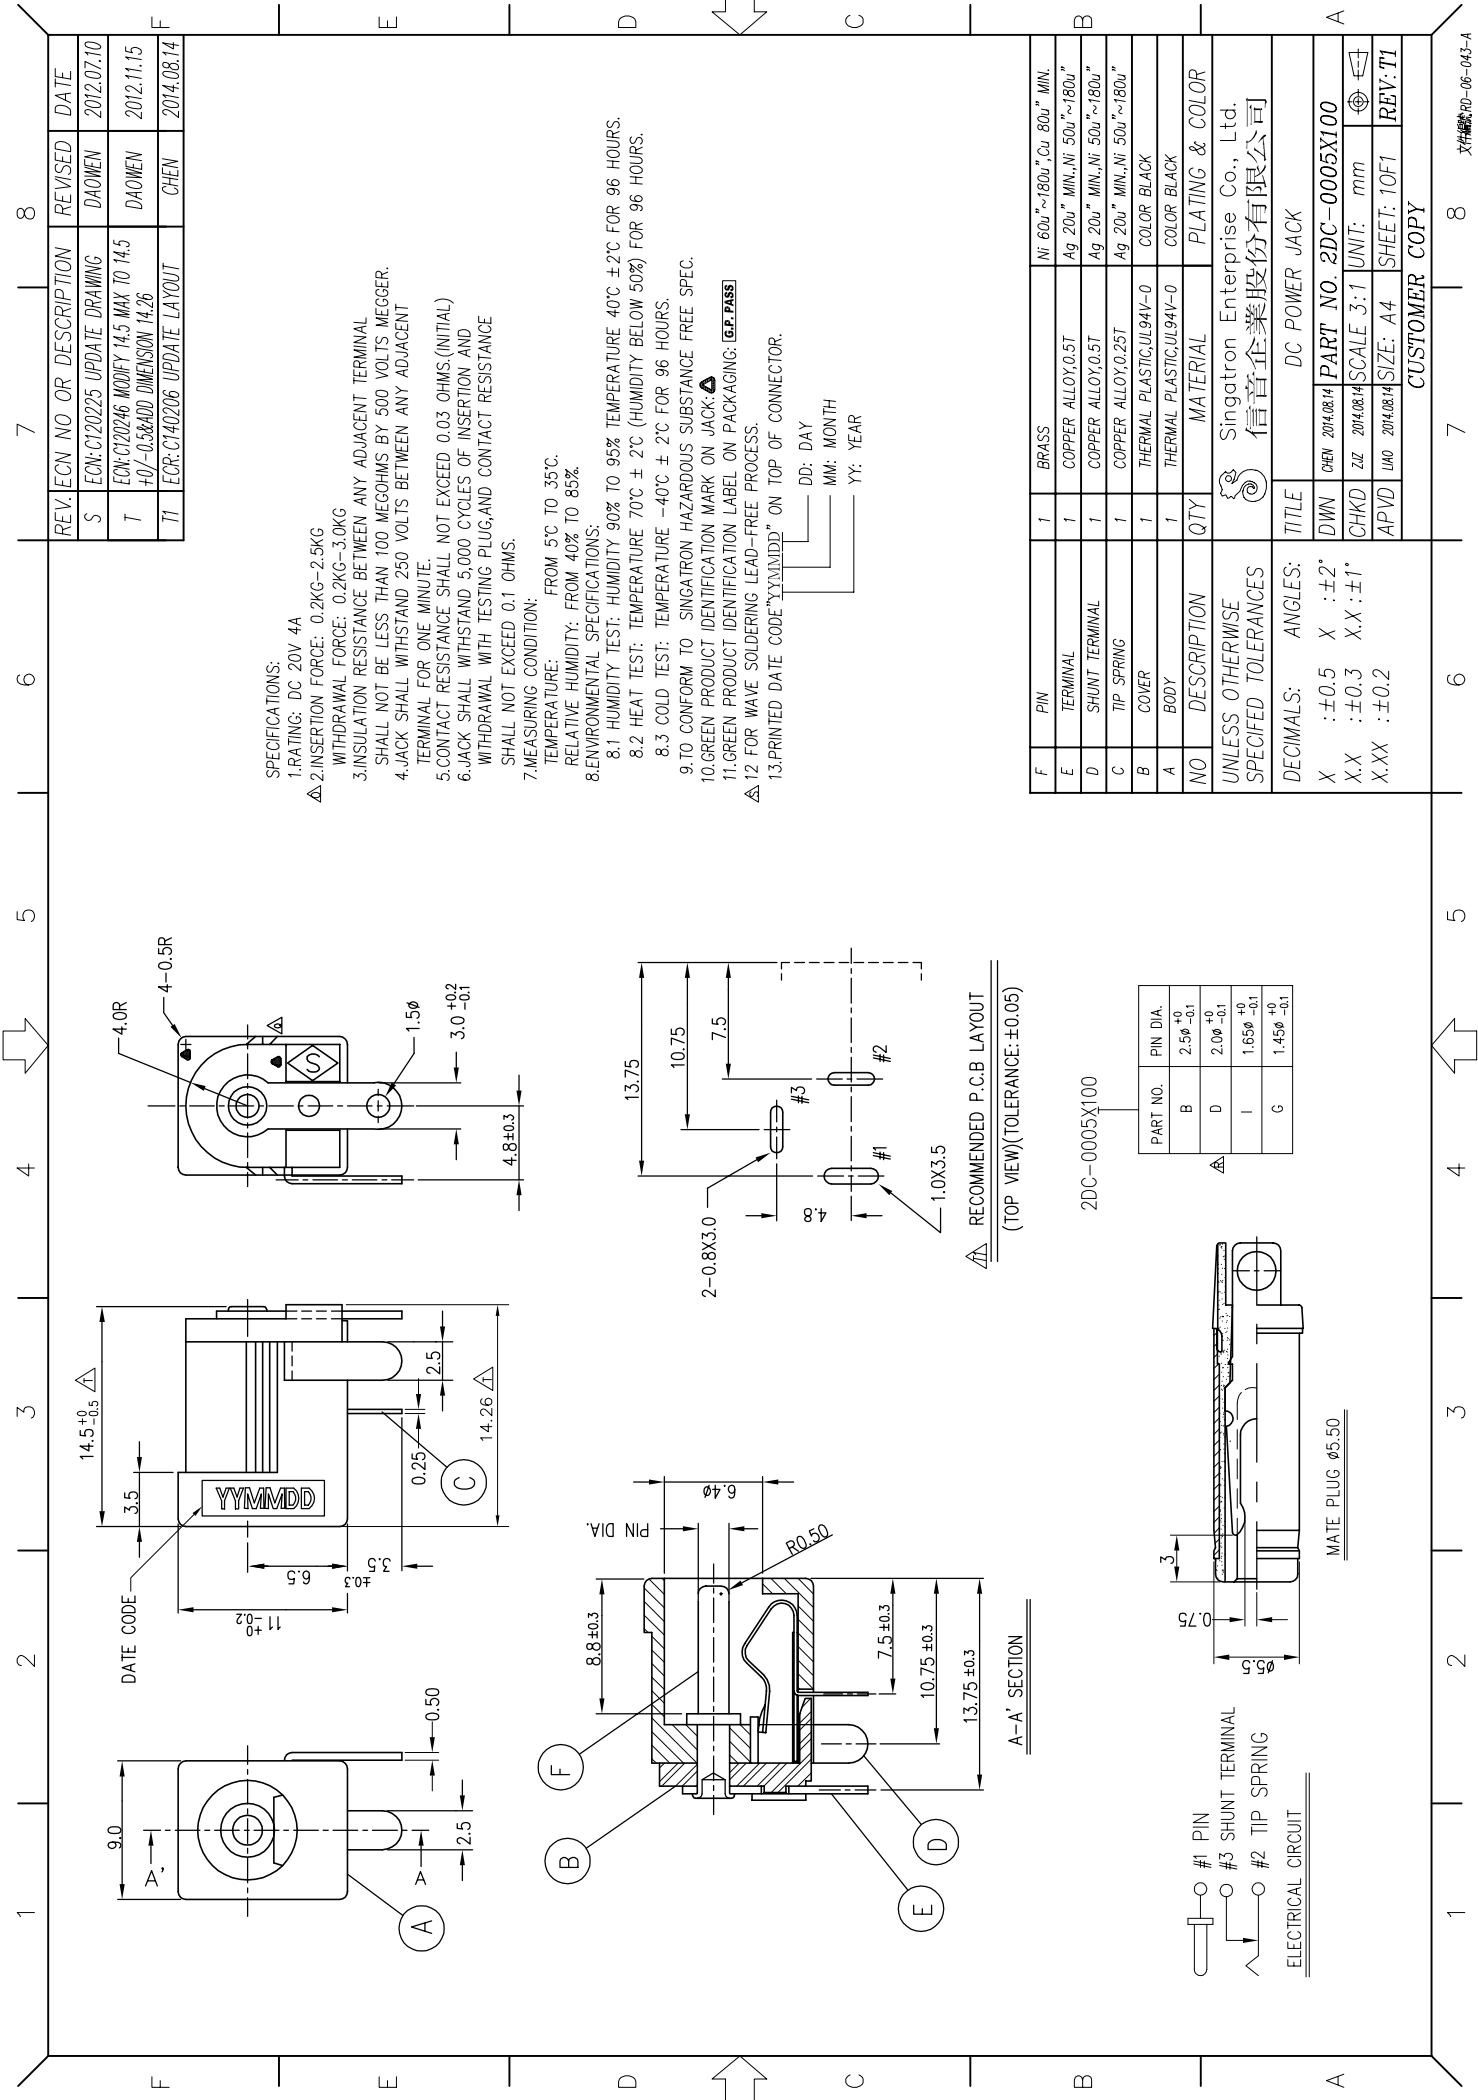 REV. ECN NO OR DESCRIPTION REVISED DATE
S ECN:C120225 UPDATE DRAWING DAOWEN 2012.07.10
T ECN:C120246 MODIFY 14.5 MAX TO 14.5 +0/-0.5&ADD DIMENSION 14.26 DAOWEN 2012.11.15
T1 ECR:C140206 UPDATE LAYOUT CHEN 2014.08.14
1 2 3 4 5 6 7 8
F E D C B A
SPECIFICATIONS:
1.RATING: DC 20V 4A
2.INSERTION FORCE: 0.2KG-2.5KG
WITHDRAWAL FORCE: 0.2KG-3.0KG
3.INSULATION RESISTANCE BETWEEN ANY ADJACENT TERMINAL
SHALL NOT BE LESS THAN 100 MEGOHMS BY 500 VOLTS MEGGER.
4.JACK SHALL WITHSTAND 250 VOLTS BETWEEN ANY ADJACENT
TERMINAL FOR ONE MINUTE.
5.CONTACT RESISTANCE SHALL NOT EXCEED 0.03 OHMS.(INITIAL)
6.JACK SHALL WITHSTAND 5,000 CYCLES OF INSERTION AND
WITHDRAWAL WITH TESTING PLUG,AND CONTACT RESISTANCE
SHALL NOT EXCEED 0.1 OHMS.
7.MEASURING CONDITION:
TEMPERATURE: FROM 5℃ TO 35℃.
RELATIVE HUMIDITY: FROM 40% TO 85%.
8.ENVIRONMENTAL SPECIFICATIONS:
8.1 HUMIDITY TEST: HUMIDITY 90% TO 95% TEMPERATURE 40℃ ±2℃ FOR 96 HOURS.
8.2 HEAT TEST: TEMPERATURE 70℃ ± 2℃ (HUMIDITY BELOW 50%) FOR 96 HOURS.
8.3 COLD TEST: TEMPERATURE -40℃ ± 2℃ FOR 96 HOURS.
9.TO CONFORM TO SINGATRON HAZARDOUS SUBSTANCE FREE SPEC.
10.GREEN PRODUCT IDENTIFICATION MARK ON JACK:
11.GREEN PRODUCT IDENTIFICATION LABEL ON PACKAGING: G.P. PASS
12 FOR WAVE SOLDERING LEAD-FREE PROCESS.
13.PRINTED DATE CODE"YYMMDD" ON TOP OF CONNECTOR.
DD: DAY
MM: MONTH
YY: YEAR
9.0
A'
A
2.5
0.50
A
DATE CODE
YYMMDD
14.5 +0 -0.5
3.5
11 +0 -0.2
6.5
3.5 ±0.3
0.25
2.5
14.26
C
4.0R
4-0.5R
S
1.5ø
3.0 +0.2 -0.1
4.8±0.3
B
F
E
D
8.8±0.3
PIN DIA.
6.4ø
R0.50
7.5±0.3
10.75±0.3
13.75±0.3
A-A' SECTION
13.75
10.75
7.5
#3
#2
#1
2-0.8X3.0
4.8
1.0X3.5
RECOMMENDED P.C.B LAYOUT
(TOP VIEW)(TOLERANCE:±0.05)
#1 PIN
#3 SHUNT TERMINAL
#2 TIP SPRING
ELECTRICAL CIRCUIT
ø5.5
0.75
3
MATE PLUG ø5.50
2DC-0005X100
PART NO. PIN DIA.
B 2.5ø +0 -0.1
D 2.0ø +0 -0.1
I 1.65ø +0 -0.1
G 1.45ø +0 -0.1
F PIN 1 BRASS Ni 60u"~180u",Cu 80u" MIN.
E TERMINAL 1 COPPER ALLOY,0.5T Ag 20u" MIN.,Ni 50u"~180u"
D SHUNT TERMINAL 1 COPPER ALLOY,0.5T Ag 20u" MIN.,Ni 50u"~180u"
C TIP SPRING 1 COPPER ALLOY,0.25T Ag 20u" MIN.,Ni 50u"~180u"
B COVER 1 THERMAL PLASTIC,UL94V-0 COLOR BLACK
A BODY 1 THERMAL PLASTIC,UL94V-0 COLOR BLACK
NO DESCRIPTION QTY MATERIAL PLATING & COLOR
UNLESS OTHERWISE
SPECIFED TOLERANCES
DECIMALS: ANGLES:
X :±0.5 X :±2°
X.X :±0.3 X.X:±1°
X.XX :±0.2
Singatron Enterprise Co., Ltd.
信音企業股份有限公司
TITLE DC POWER JACK
DWN CHEN 2014.08.14 PART NO. 2DC-0005X100
CHKD ZJZ 2014.08.14 SCALE 3:1 UNIT: mm
APVD LIAO 2014.08.14 SIZE: A4 SHEET: 1OF1 REV:T1
CUSTOMER COPY
RD-06-043-A
1 2 3 4 5 6 7 8
F E D C B A